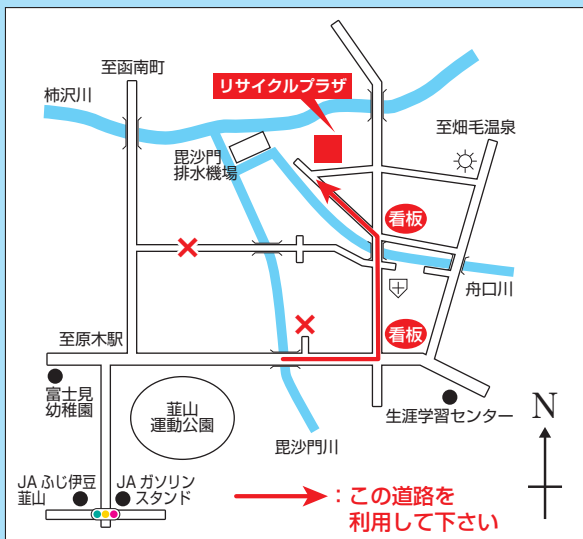 至函南町
柿沢川
リサイクルプラザ
至畑毛温泉
毘沙門
排水機場
看板
舟口川
至原木駅
看板
富士見
幼稚園
韮山
運動公園
生涯学習センター
毘沙門川
N
JAふじ伊豆
韮山
JAガソリン
スタンド
：この道路を
利用して下さい